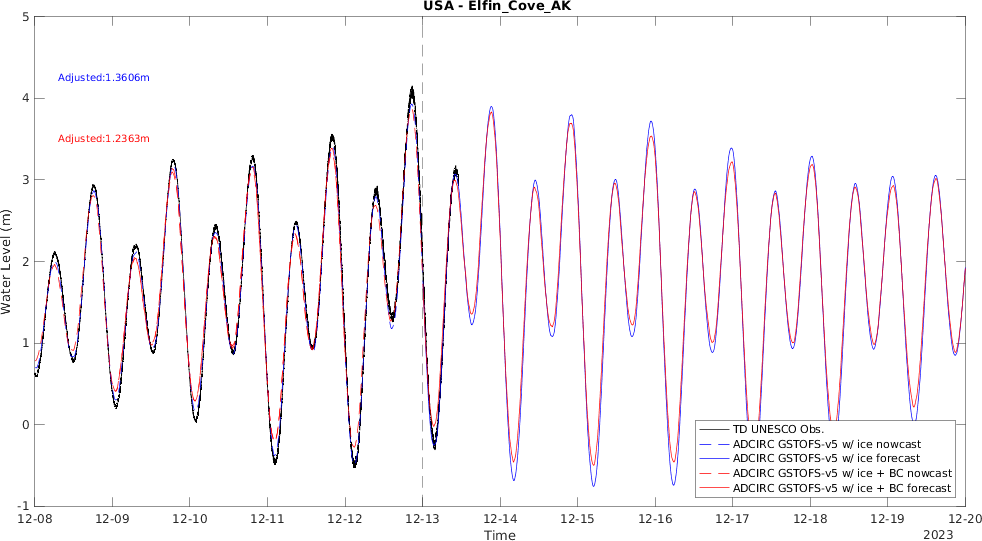 USA - Elfin_Cove_AK
5
4
3
2
1
0
-1
Water Level (m)
Adjusted:1.3606m
Adjusted:1.2363m
TD UNESCO Obs.
ADCIRC GSTOFS-v5 w/ ice nowcast
ADCIRC GSTOFS-v5 w/ ice forecast
ADCIRC GSTOFS-v5 w/ ice + BC nowcast
ADCIRC GSTOFS-v5 w/ ice + BC forecast
12-08 12-09 12-10 12-11 12-12 12-13 12-14 12-15 12-16 12-17 12-18 12-19 12-20
Time
2023